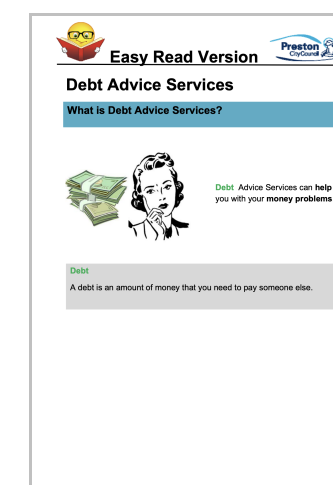 Easy Read Version
Preston
City Council
Debt Advice Services
What is Debt Advice Services?
Debt Advice Services can help
you with your money problems
Debt
A debt is an amount of money that you need to pay someone else.